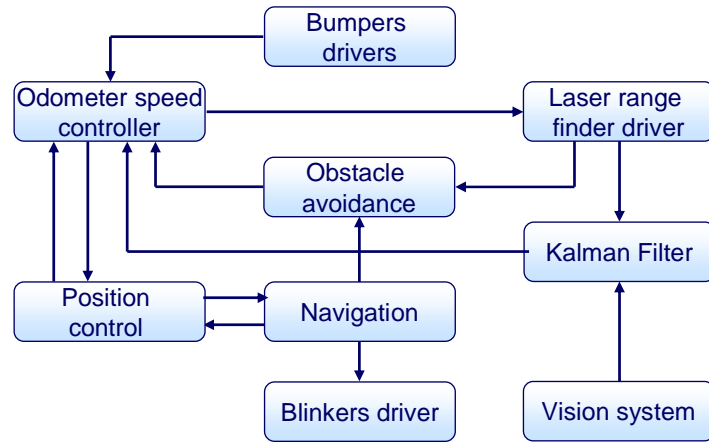 Bumpers
drivers
Odometer speed
controller
Laser range
finder driver
Obstacle
avoidance
Kalman Filter
Position
control
Navigation
Blinkers driver
Vision system